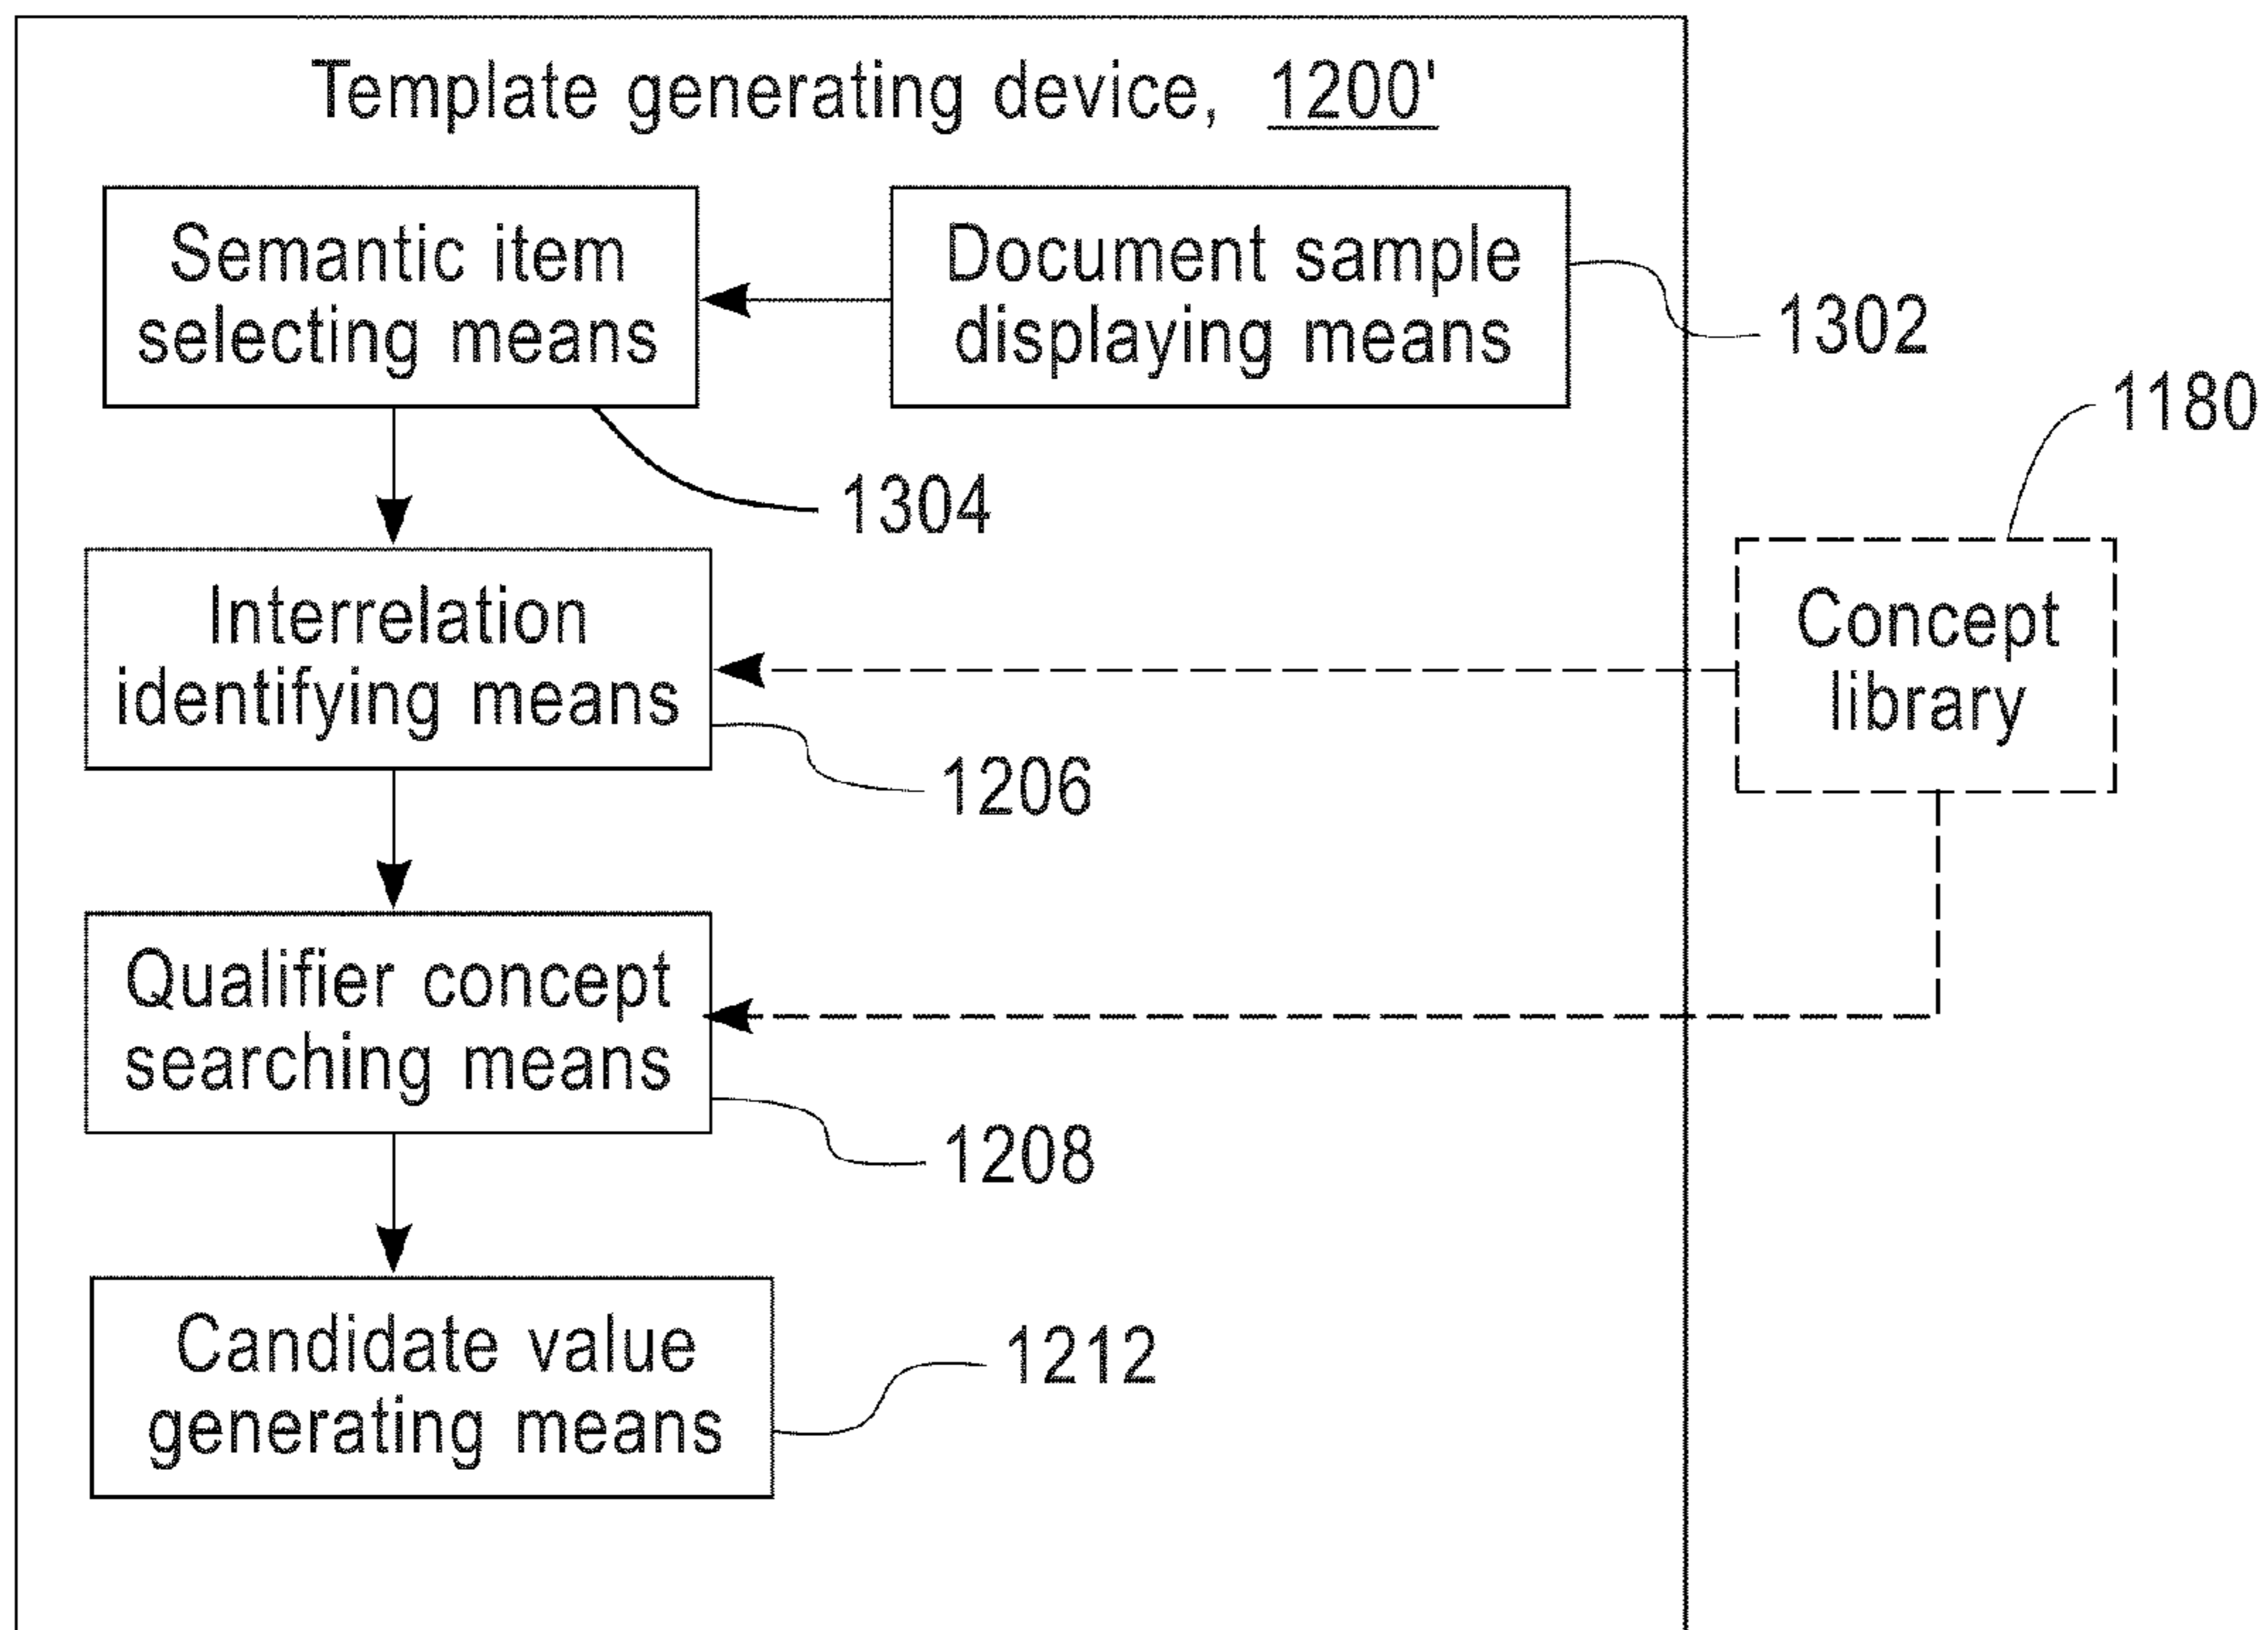 Template generating device, 1200'
Semantic item
selecting means
Document sample
displaying means
1302
1180
1304
Interrelation
identifying means
Concept
library
1206
Qualifier concept
searching means
1208
Candidate value
generating means
1212